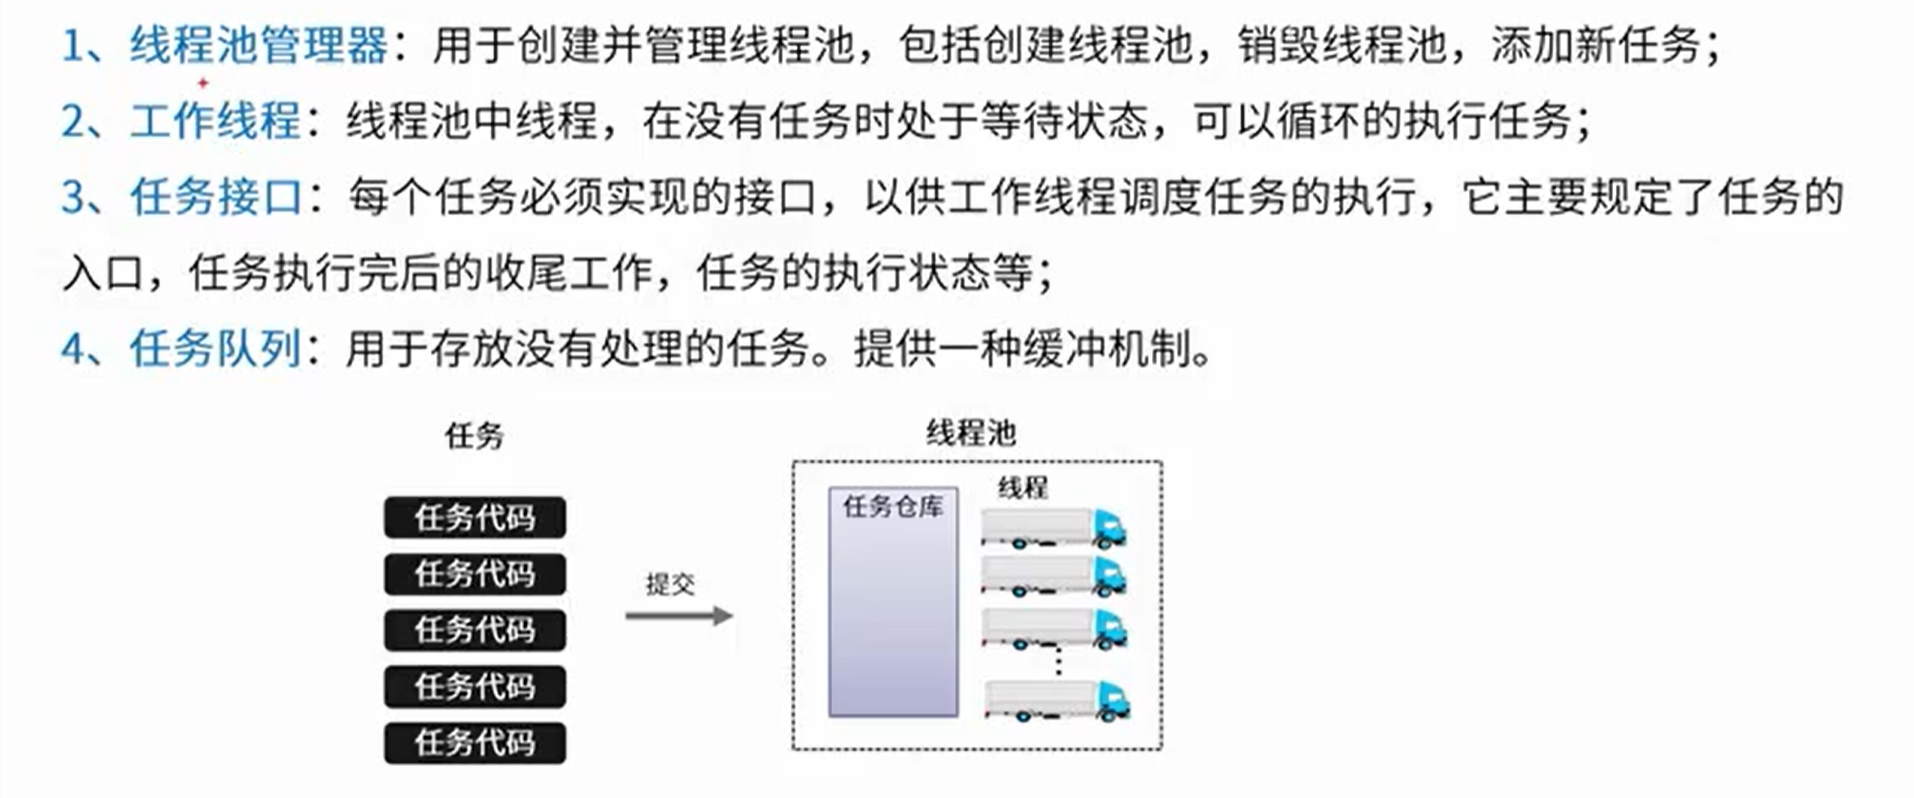 1、线程池管理器：用于创建并管理线程池，包括创建线程池，销毁线程池，添加新任务；
2、工作线程：线程池中线程，在没有任务时处于等待状态，可以循环的执行任务；
3、任务接口：每个任务必须实现的接口，以供工作线程调度任务的执行，它主要规定了任务的
入口，任务执行完后的收尾工作，任务的执行状态等；
4、任务队列：用于存放没有处理的任务。提供一种缓冲机制。
任务
任务代码
任务代码
任务代码
任务代码
任务代码
提交
线程池
任务仓库
线程